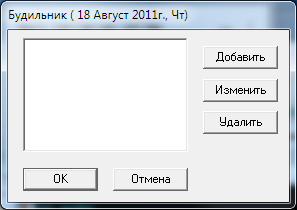 Будильник ( 18 Август 2011г., Чт)
Добавить
Изменить
Удалить
OK
Отмена